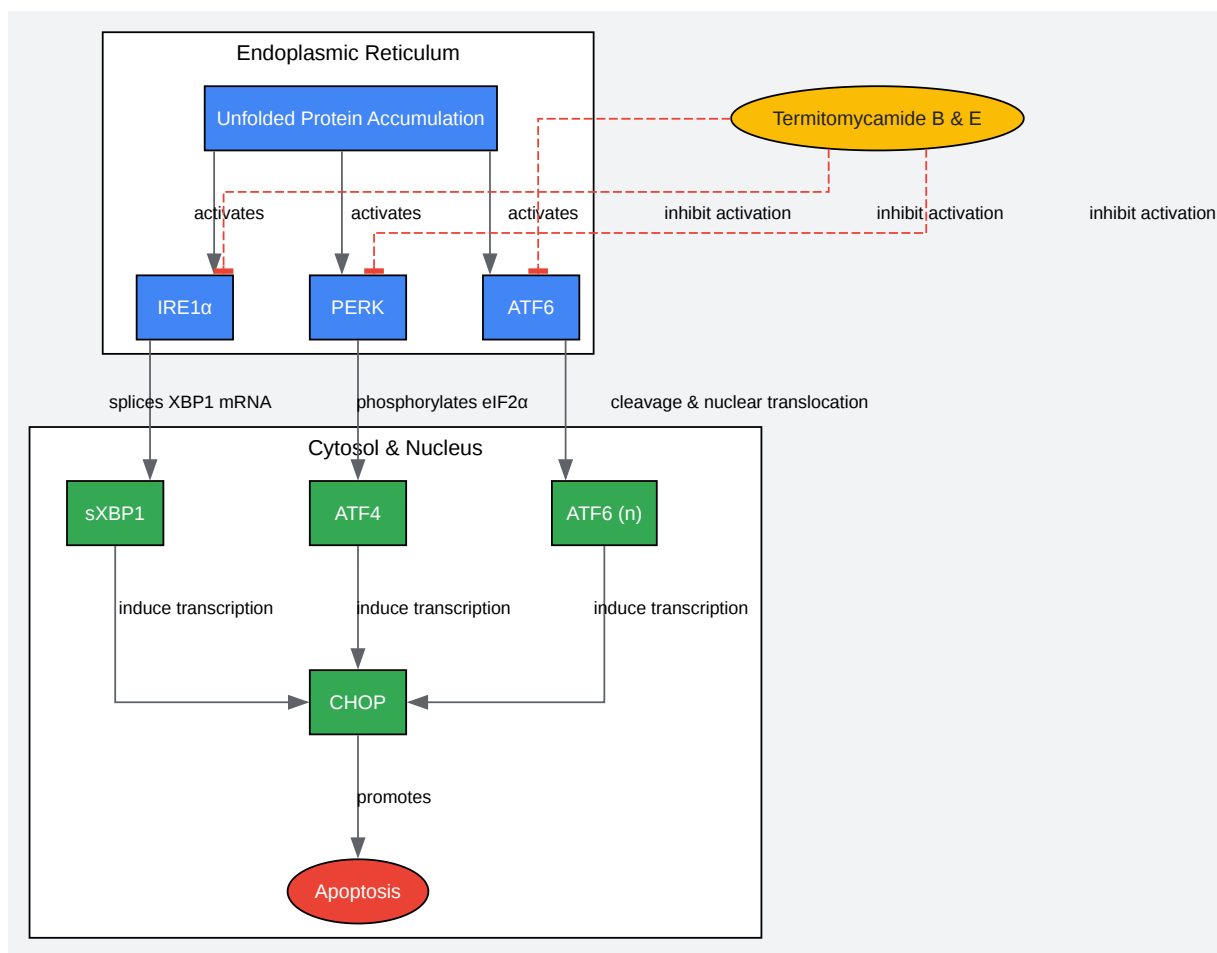 Endoplasmic Reticulum
Unfolded Protein Accumulation
Termitomycamide B & E
activates
activates
activates
inhibit activation
inhibit activation
inhibit activation
IRE1α
PERK
ATF6
splices XBP1 mRNA
phosphorylates eIF2α
cleavage & nuclear translocation
Cytosol & Nucleus
sXBP1
ATF4
ATF6 (n)
induce transcription
induce transcription
induce transcription
CHOP
promotes
Apoptosis